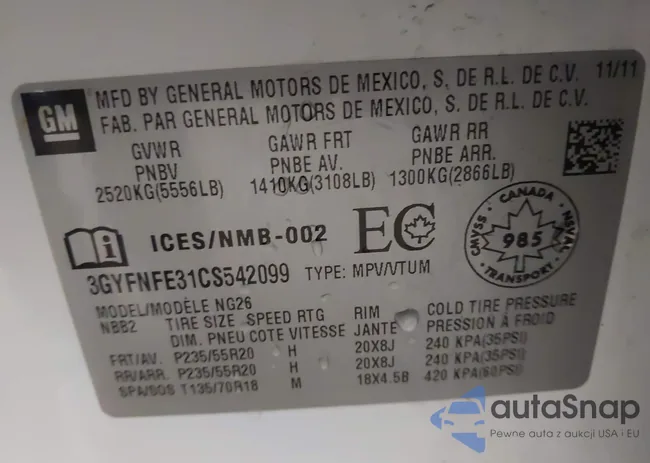 GM
MFD BY GENERAL MOTORS DE MEXICO, S. DE R.L. DE C.V. 11/11
FAB. PAR GENERAL MOTORS DE MEXICO, S. DE R.L. DE C.V.
GVWR GAWR FRT GAWR RR
PNBV PNBE AV. PNBE ARR.
2520KG(5556LB) 1410KG(3108LB) 1300KG(2866LB)
ICES/NMB-002 EC
CANADA
CMVSS 985 NVSAC
TRANSPORT
3GYFNFE31CS542099 TYPE: MPV/VTUM
MODEL/MODÈLE NG26
NBB2 TIRE SIZE SPEED RTG RIM COLD TIRE PRESSURE
DIM. PNEU COTE VITESSE JANTE PRESSION À FROID
FRT/AV. P235/55R20 H 20X8J 240 KPA(35PSI)
RR/ARR. P235/55R20 H 20X8J 240 KPA(35PSI)
SPA/SOS T135/70R18 M 18X4.5B 420 KPA(60PSI)
autaSnap
Pewne auta z aukcji USA i EU